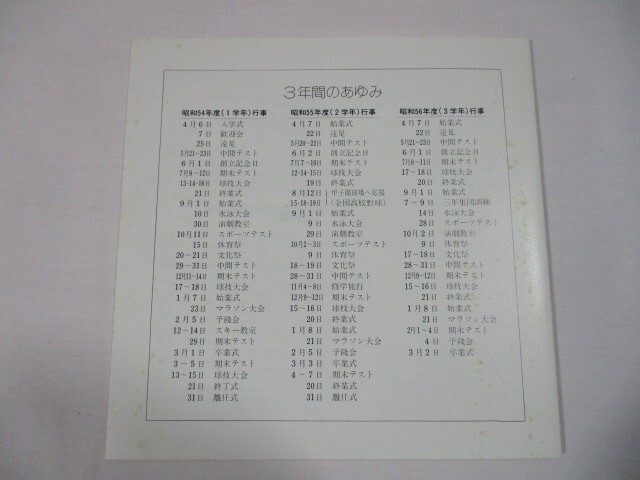 3年間のあゆみ
昭和54年度(1学年)行事
4月6日 入学式
7日 歓迎会
25日 遠足
5月21~23日 中間テスト
6月1日 創立記念日
7月9~12日 期末テスト
13・14・16日 球技大会
21日 終業式
9月1日 始業式
10日 水泳大会
30日 演劇教室
10月11日 スポーツテスト
15日 体育祭
20~21日 文化祭
29~31日 中間テスト
12月11~14日 期末テスト
17~18日 球技大会
1月7日 始業式
23日 マラソン大会
2月5日 予餞会
12~14日 スキー教室
29日 期末テスト
3月1日 卒業式
3~5日 期末テスト
13~15日 球技大会
21日 終了式
31日 離任式
昭和55年度(2学年)行事
4月7日 始業式
22日 遠足
5月20~22日 中間テスト
6月2日 創立記念日
7月7~10日 期末テスト
12・14・15日 球技大会
19日 終業式
8月12日 甲子園球場へ応援
15・18・19日 (全国高校野球)
9月1日 始業式
9日 水泳大会
29日 演劇教室
10月2~3日 スポーツテスト
9日 体育祭
18~19日 文化祭
28~31日 中間テスト
11月4~8日 修学旅行
12月9~12日 期末テスト
15~16日 球技大会
20日 終業式
1月8日 始業式
21日 マラソン大会
2月5日 予餞会
3月3日 卒業式
4~7日 期末テスト
20日 終業式
31日 離任式
昭和56年度(3学年)行事
4月7日 始業式
22日 遠足
5月21~23日 中間テスト
6月1日 創立記念日
7月8~11日 期末テスト
17~18日 球技大会
20日 終業式
9月1日 始業式
7~9日 三年集団訓練
14日 水泳大会
28日 スポーツテスト
10月2日 演劇教室
9日 体育祭
17~18日 文化祭
28~31日 中間テスト
12月9~12日 期末テスト
15~16日 球技大会
21日 終業式
1月8日 始業式
21日 マラソン大会
2月1~4日 期末テスト
4日 予餞会
3月2日 卒業式